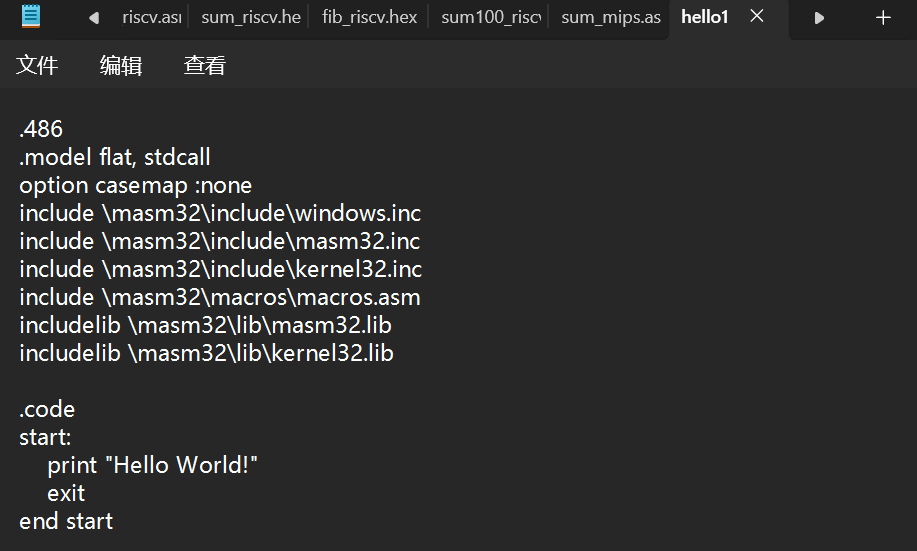 riscv.asm sum_riscv.he fib_riscv.hex sum100_riscv sum_mips.as hello1
文件 编辑 查看
.486
.model flat, stdcall
option casemap :none
include \masm32\include\windows.inc
include \masm32\include\masm32.inc
include \masm32\include\kernel32.inc
include \masm32\macros\macros.asm
includelib \masm32\lib\masm32.lib
includelib \masm32\lib\kernel32.lib
.code
start:
print "Hello World!"
exit
end start